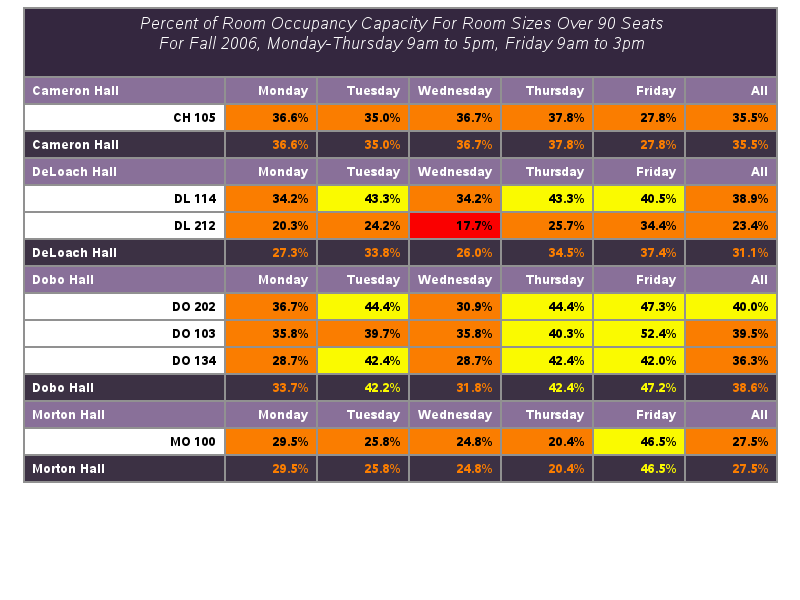 Percent of Room Occupancy Capacity For Room Sizes Over 90 Seats
For Fall 2006, Monday-Thursday 9am to 5pm, Friday 9am to 3pm
Cameron Hall Monday Tuesday Wednesday Thursday Friday All
CH 105 36.6% 35.0% 36.7% 37.8% 27.8% 35.5%
Cameron Hall 36.6% 35.0% 36.7% 37.8% 27.8% 35.5%
DeLoach Hall Monday Tuesday Wednesday Thursday Friday All
DL 114 34.2% 43.3% 34.2% 43.3% 40.5% 38.9%
DL 212 20.3% 24.2% 17.7% 25.7% 34.4% 23.4%
DeLoach Hall 27.3% 33.8% 26.0% 34.5% 37.4% 31.1%
Dobo Hall Monday Tuesday Wednesday Thursday Friday All
DO 202 36.7% 44.4% 30.9% 44.4% 47.3% 40.0%
DO 103 35.8% 39.7% 35.8% 40.3% 52.4% 39.5%
DO 134 28.7% 42.4% 28.7% 42.4% 42.0% 36.3%
Dobo Hall 33.7% 42.2% 31.8% 42.4% 47.2% 38.6%
Morton Hall Monday Tuesday Wednesday Thursday Friday All
MO 100 29.5% 25.8% 24.8% 20.4% 46.5% 27.5%
Morton Hall 29.5% 25.8% 24.8% 20.4% 46.5% 27.5%